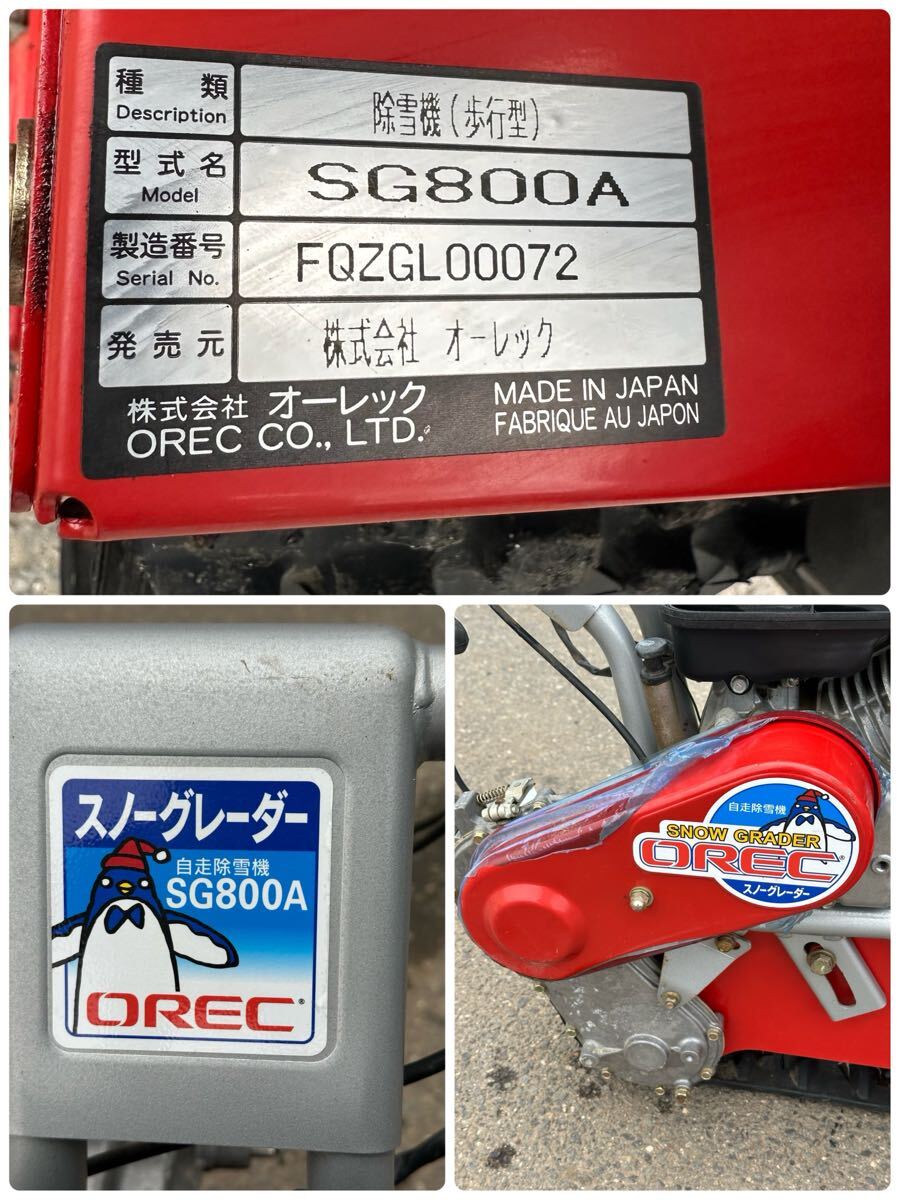 種類 除雪機(歩行型)
Description
型式名 SG800A
Model
製造番号 FQZGL00072
Serial No.
発売元 株式会社 オーレック
株式会社 オーレック MADE IN JAPAN
OREC CO., LTD. FABRIQUE AU JAPON
スノーグレーダー
自走除雪機
SG800A
OREC®
自走除雪機
SNOW GRADER
OREC®
スノーグレーダー